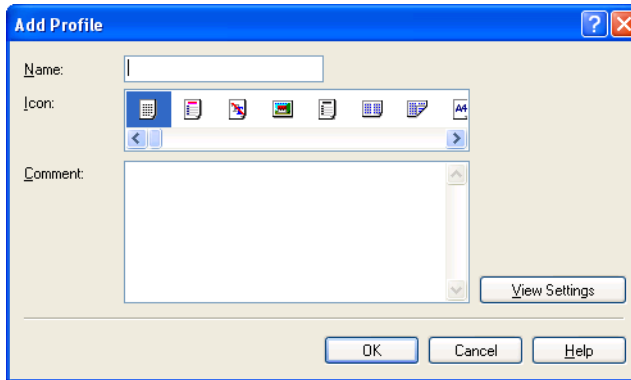 Add Profile
Name:
Icon:
A4
Comment:
View Settings
OK Cancel Help